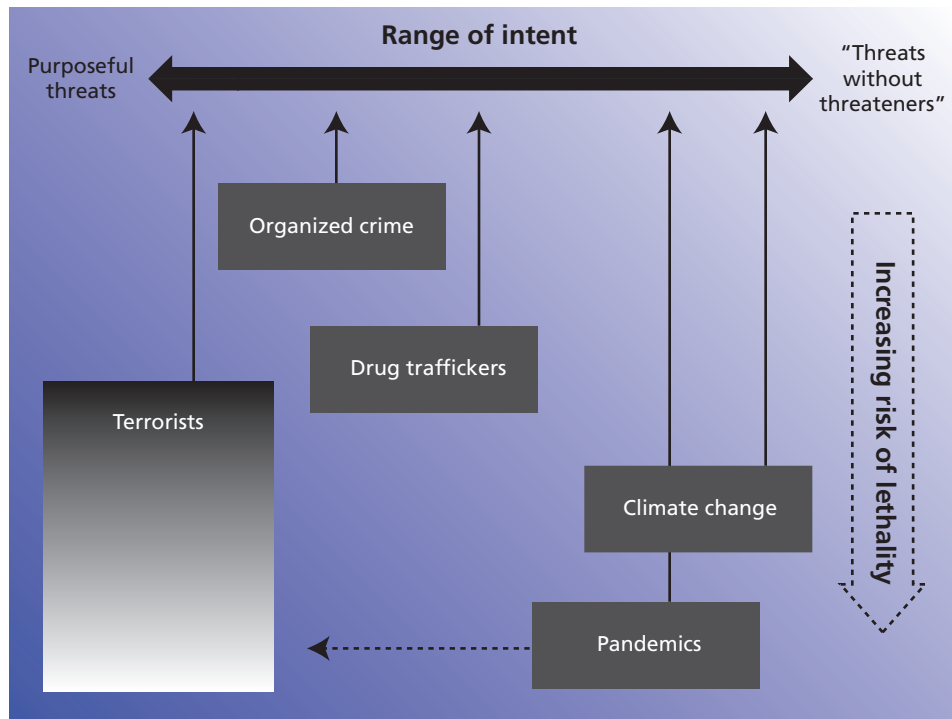 Range of intent
Purposeful
threats
“Threats
without
threateners”
Organized crime
Drug traffickers
Terrorists
Climate change
Pandemics
Increasing risk of lethality